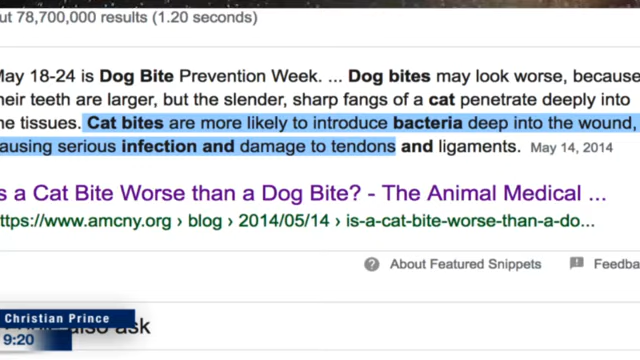 ut 78,700,000 results (1.20 seconds)
May 18-24 is Dog Bite Prevention Week. ... Dog bites may look worse, because
heir teeth are larger, but the slender, sharp fangs of a cat penetrate deeply into
he tissues. Cat bites are more likely to introduce bacteria deep into the wound,
ausing serious infection and damage to tendons and ligaments. May 14, 2014
s a Cat Bite Worse than a Dog Bite? - The Animal Medical ...
ttps://www.amcny.org › blog › 2014/05/14 › is-a-cat-bite-worse-than-a-do...
About Featured Snippets Feedba
Christian Prince
also ask
9:20